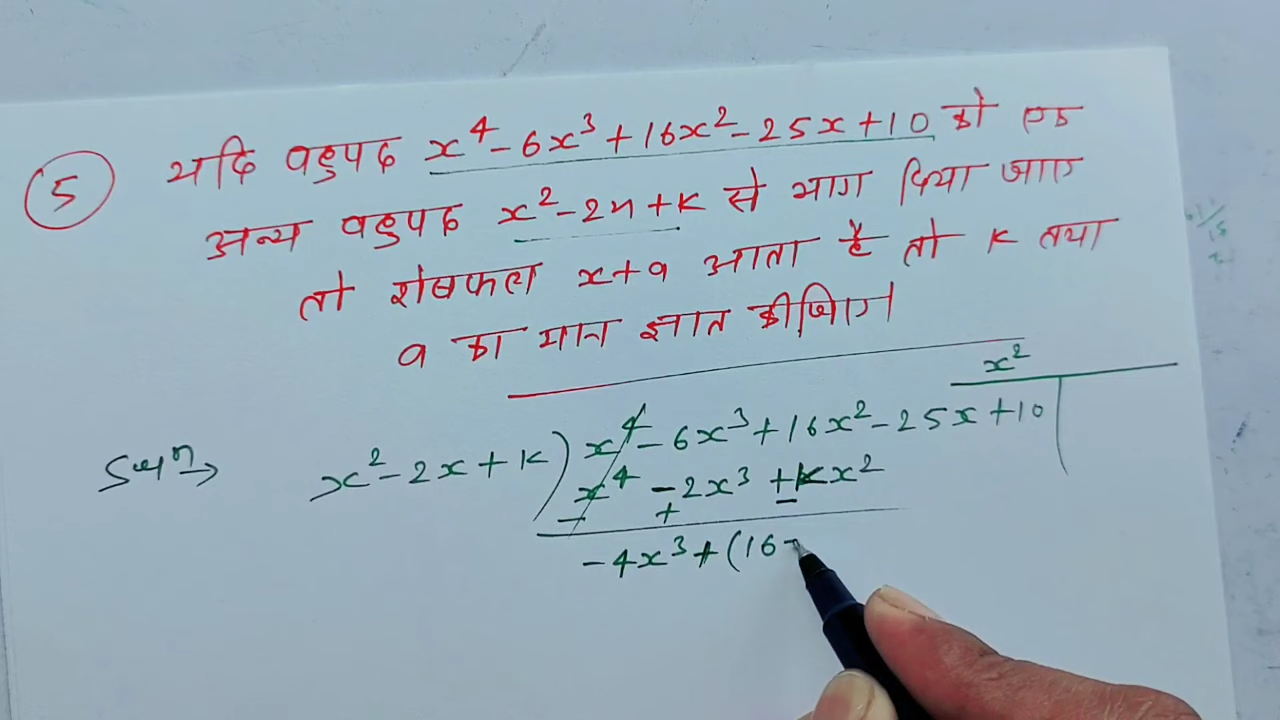 5 यदि बहुपद x⁴ - 6x³ + 16x² - 25x + 10 को एक
अन्य बहुपद x² - 2x + k से भाग दिया जाए
तो शेषफल x + a आता है तो k तथा
a का मान ज्ञात कीजिए।
x²
Solⁿ→ x² - 2x + k ) x⁴ - 6x³ + 16x² - 25x + 10
x⁴ - 2x³ + kx²
- + -
- 4x³ + (16 -